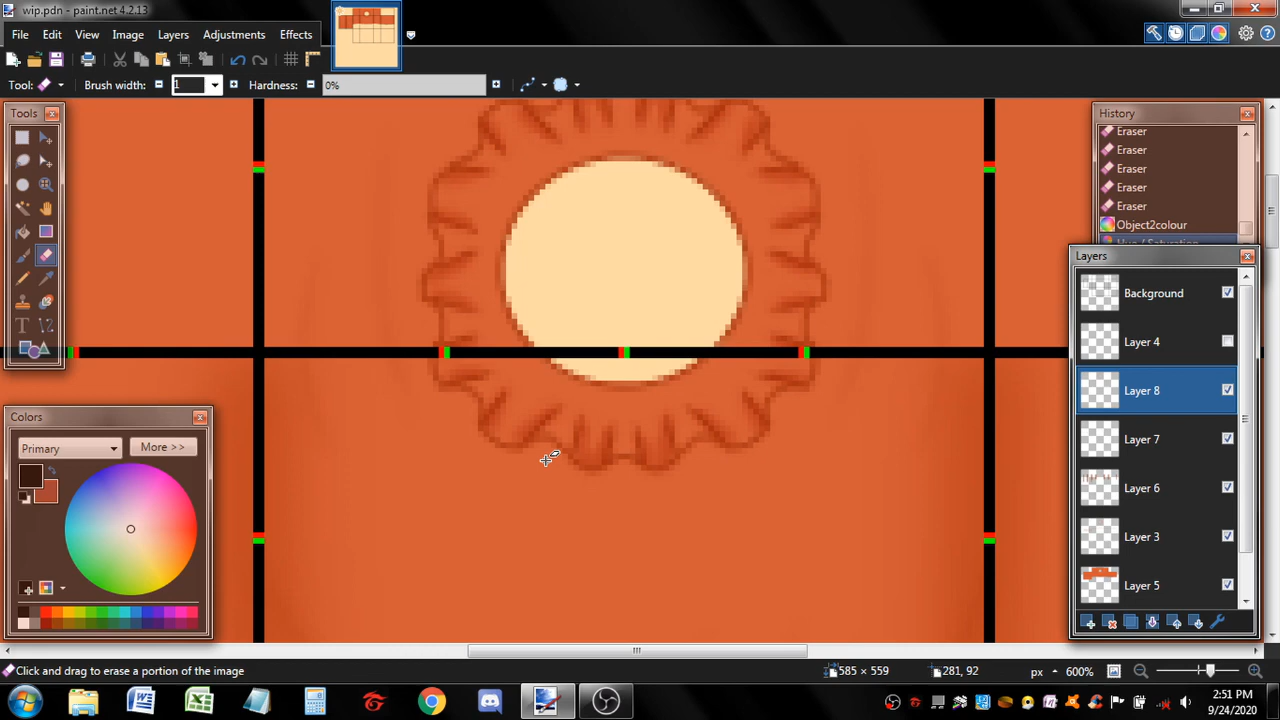 wip.pdn - paint.net 4.2.13
File Edit View Image Layers Adjustments Effects
Tool: Brush width: 1 Hardness: 0%
Tools
History
Eraser
Eraser
Eraser
Eraser
Eraser
Object2colour
Hue / Saturation
Layers
Background
Layer 4
Layer 8
Layer 7
Layer 6
Layer 3
Layer 5
Colors
Primary
More >>
Click and drag to erase a portion of the image
585 × 559
281, 92
px
600%
2:51 PM
9/24/2020